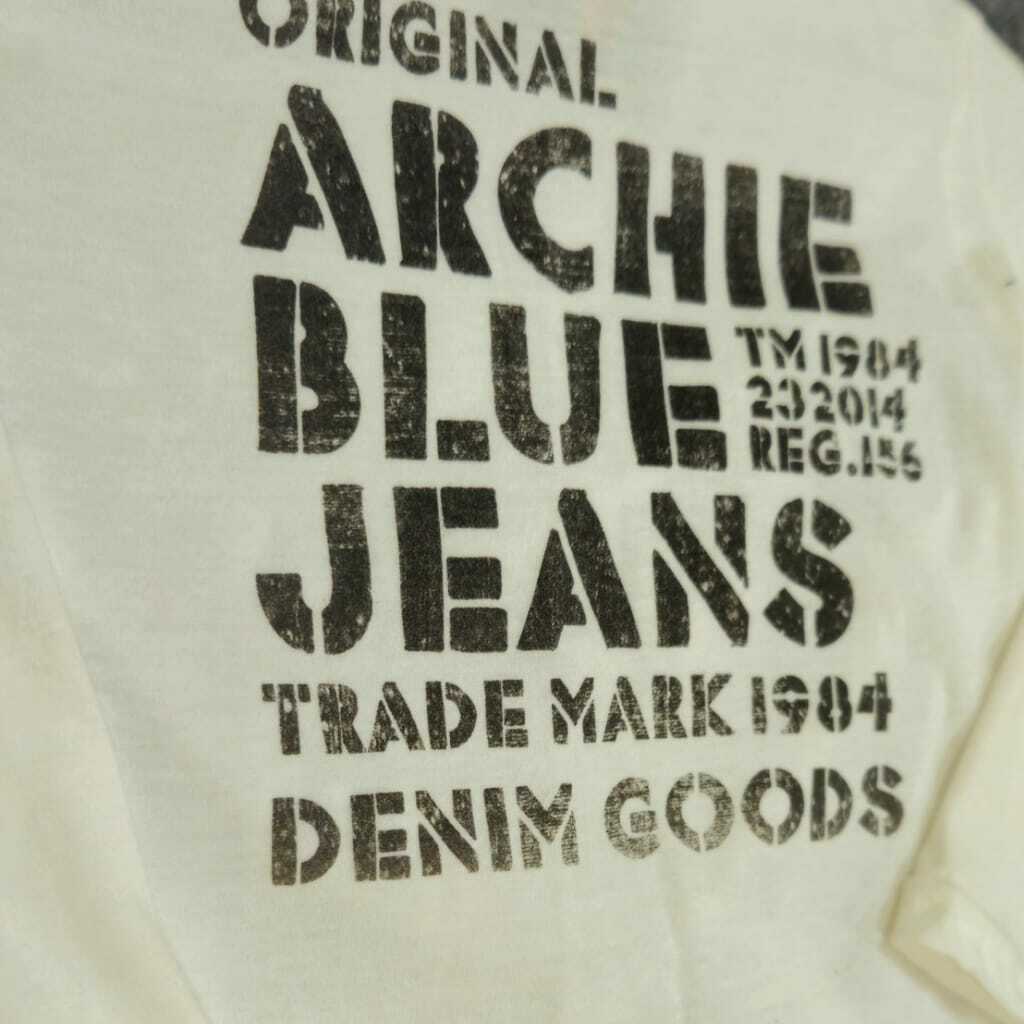 ORIGINAL
ARCHIE
BLUE
TM 1984
232014
REG.156
JEANS
TRADE MARK 1984
DENIM GOODS